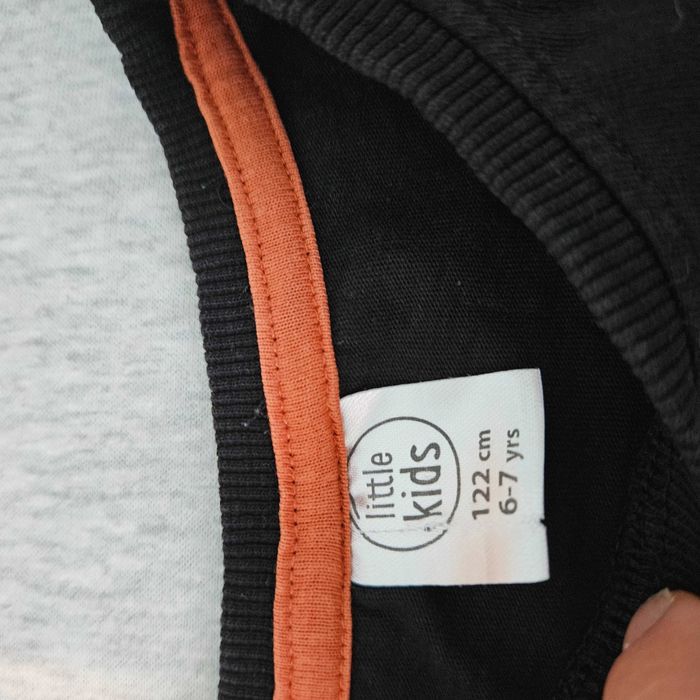 little
kids
122 cm
6-7 yrs